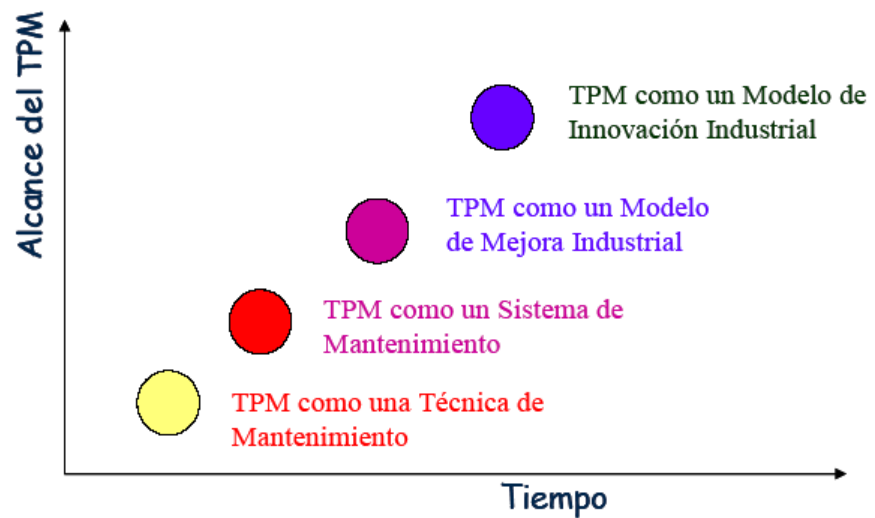 Alcance del TPM
TPM como un Modelo de
Innovación Industrial
TPM como un Modelo
de Mejora Industrial
TPM como un Sistema de
Mantenimiento
TPM como una Técnica de
Mantenimiento
Tiempo